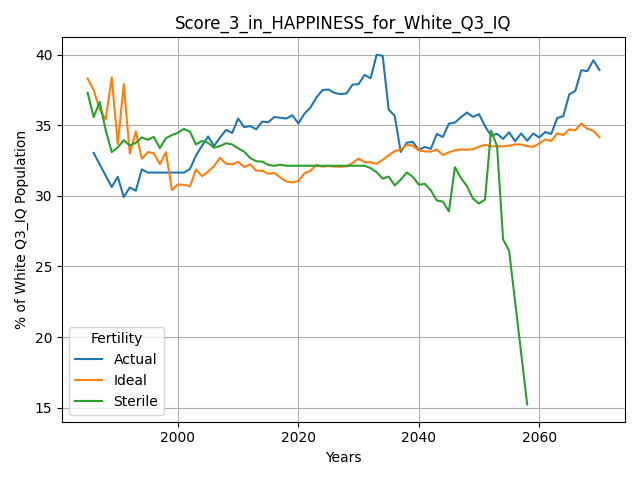 Score_3_in_HAPPINESS_for_White_Q3_IQ
% of White Q3_IQ Population
40
35
30
25
20
15
Fertility
Actual
Ideal
Sterile
2000
2020
2040
2060
Years